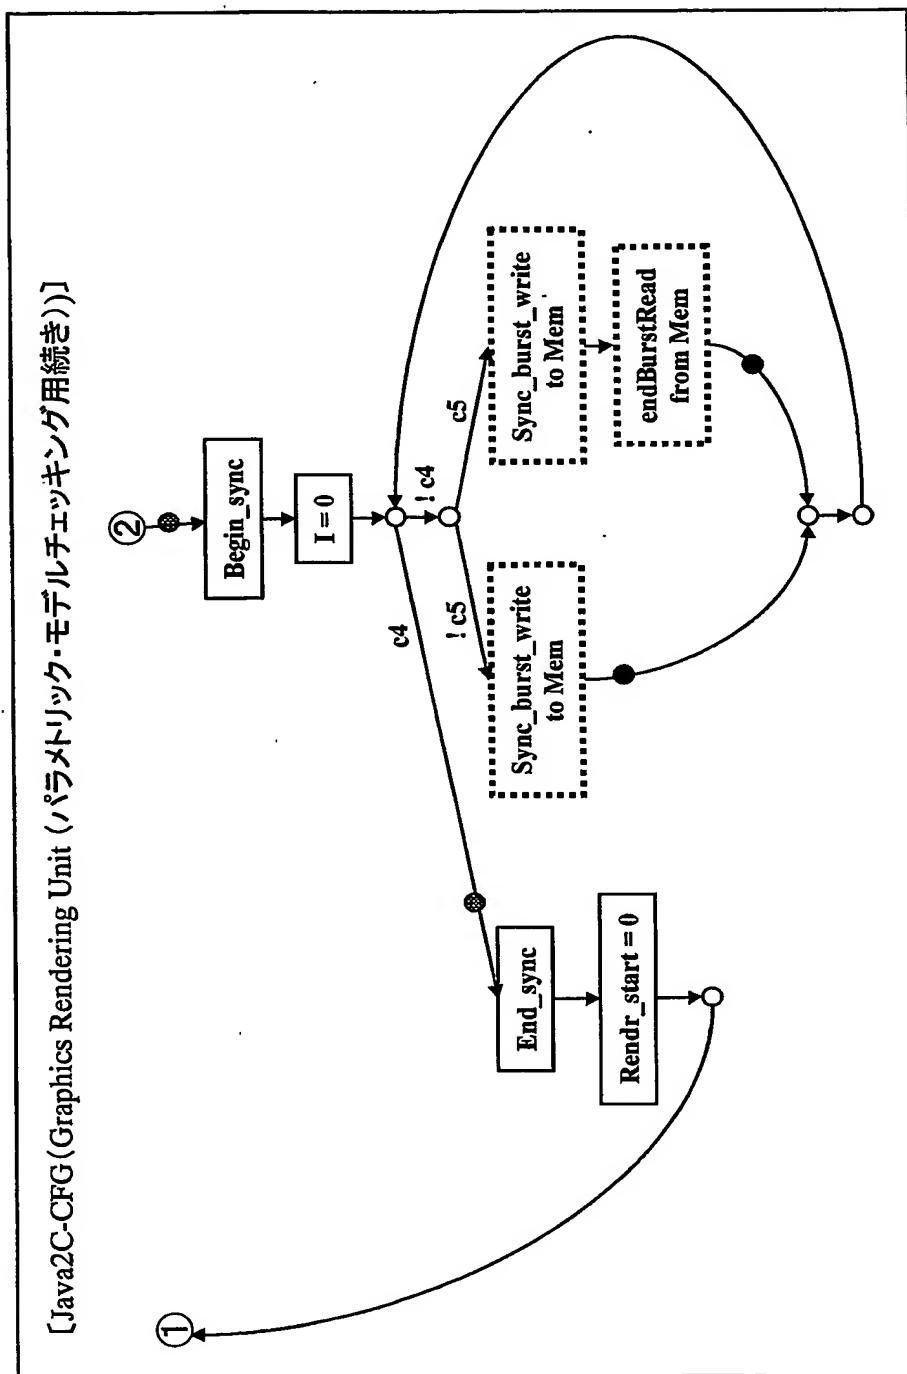 [Java2C-CFG(Graphics Rendering Unit (パラメトリック・モデルチェッキング用続き))]
②
Begin_sync
I = 0
c4
! c4
! c5
c5
Sync_burst_write
to Mem
Sync_burst_write
to Mem
endBurstRead
from Mem
End_sync
Rendr_start = 0
①